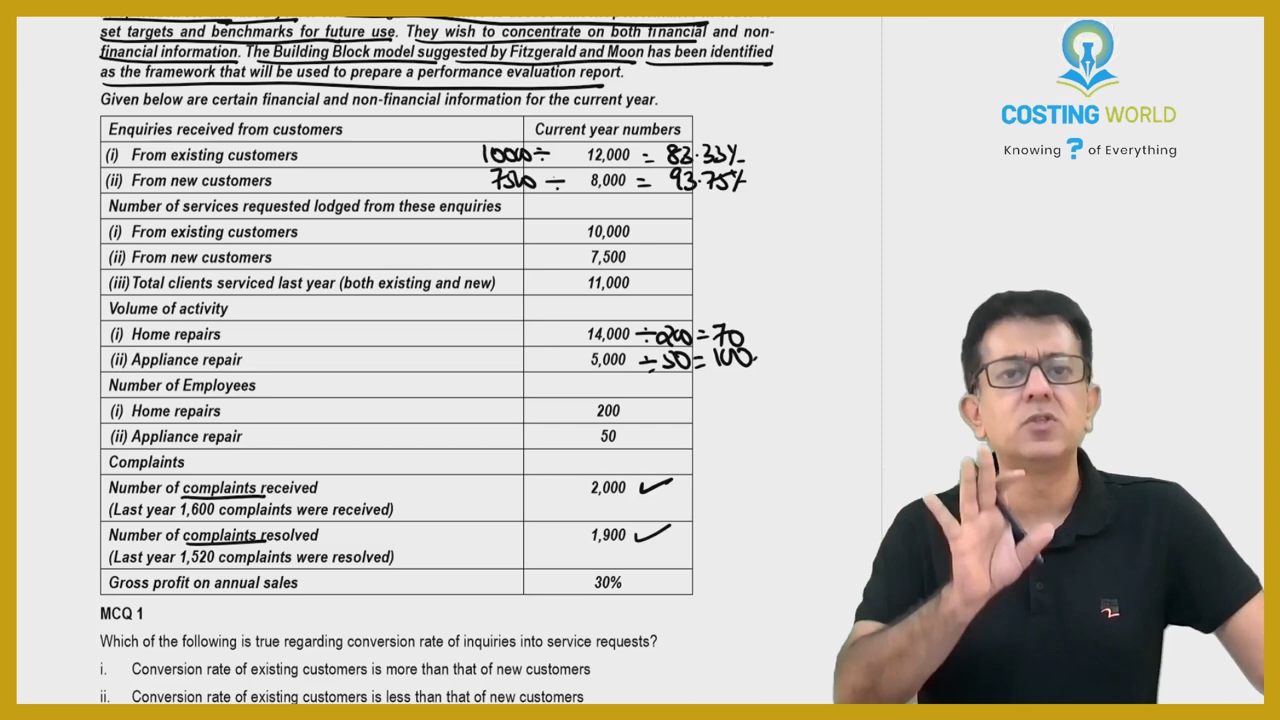 set targets and benchmarks for future use. They wish to concentrate on both financial and non-
financial information. The Building Block model suggested by Fitzgerald and Moon has been identified
as the framework that will be used to prepare a performance evaluation report.
Given below are certain financial and non-financial information for the current year.
Enquiries received from customers Current year numbers
(i) From existing customers 10000 ÷ 12,000 = 83.33%
(ii) From new customers 7500 ÷ 8,000 = 93.75%
Number of services requested lodged from these enquiries
(i) From existing customers 10,000
(ii) From new customers 7,500
(iii) Total clients serviced last year (both existing and new) 11,000
Volume of activity
(i) Home repairs 14,000 ÷ 200 = 70
(ii) Appliance repair 5,000 ÷ 50 = 100.
Number of Employees
(i) Home repairs 200
(ii) Appliance repair 50
Complaints
Number of complaints received 2,000
(Last year 1,600 complaints were received)
Number of complaints resolved 1,900
(Last year 1,520 complaints were resolved)
Gross profit on annual sales 30%
MCQ 1
Which of the following is true regarding conversion rate of inquiries into service requests?
i. Conversion rate of existing customers is more than that of new customers
ii. Conversion rate of existing customers is less than that of new customers
COSTING WORLD
Knowing ? of Everything